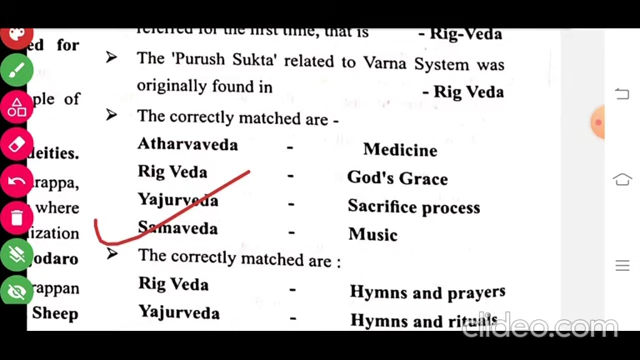 referred for the first time, that is - Rig-Veda
ed for
➢ The 'Purush Sukta' related to Varna System was
ple of
originally found in - Rig Veda
➢ The correctly matched are -
Atharvaveda - Medicine
deities.
Rig Veda - God's Grace
rappa,
Yajurveda - Sacrifice process
where
Samaveda - Music
lization
➢ The correctly matched are :
odaro
Rig Veda - Hymns and prayers
rappan
Yajurveda - Hymns and rituals
Sheep
clideo.com